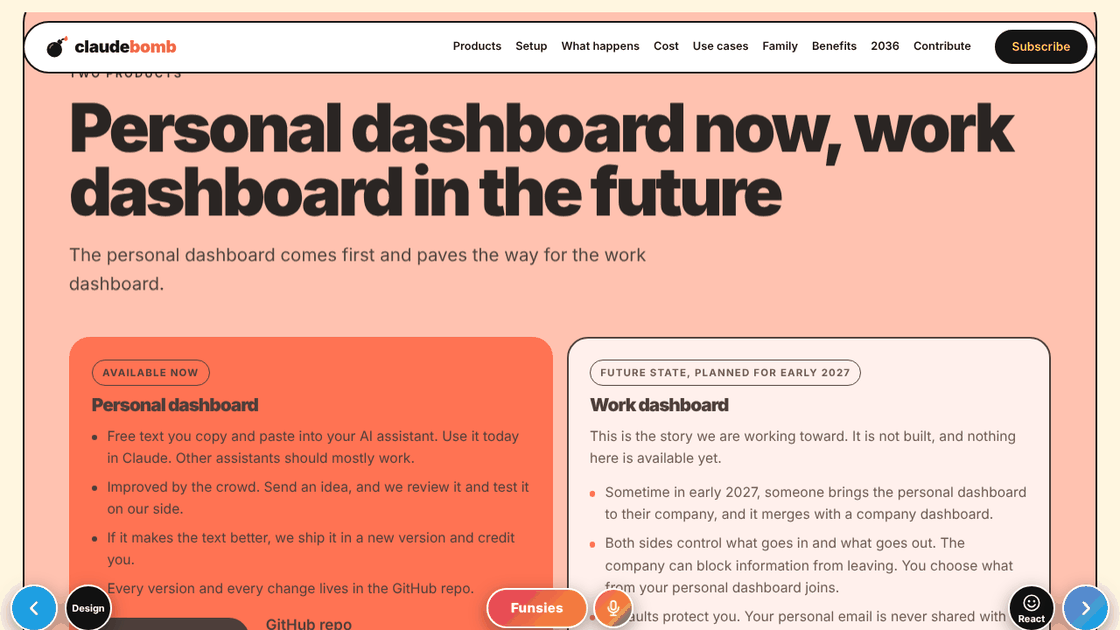 claudebomb
Products Setup What happens Cost Use cases Family Benefits 2036 Contribute Subscribe
TWO PRODUCTS
Personal dashboard now, work
dashboard in the future
The personal dashboard comes first and paves the way for the work
dashboard.
AVAILABLE NOW
Personal dashboard
Free text you copy and paste into your AI assistant. Use it today
in Claude. Other assistants should mostly work.
Improved by the crowd. Send an idea, and we review it and test it
on our side.
If it makes the text better, we ship it in a new version and credit
you.
Every version and every change lives in the GitHub repo.
GitHub repo
FUTURE STATE, PLANNED FOR EARLY 2027
Work dashboard
This is the story we are working toward. It is not built, and nothing
here is available yet.
Sometime in early 2027, someone brings the personal dashboard
to their company, and it merges with a company dashboard.
Both sides control what goes in and what goes out. The
company can block information from leaving. You choose what
from your personal dashboard joins.
protect you. Your personal email is never shared with
Design
Funsies
React